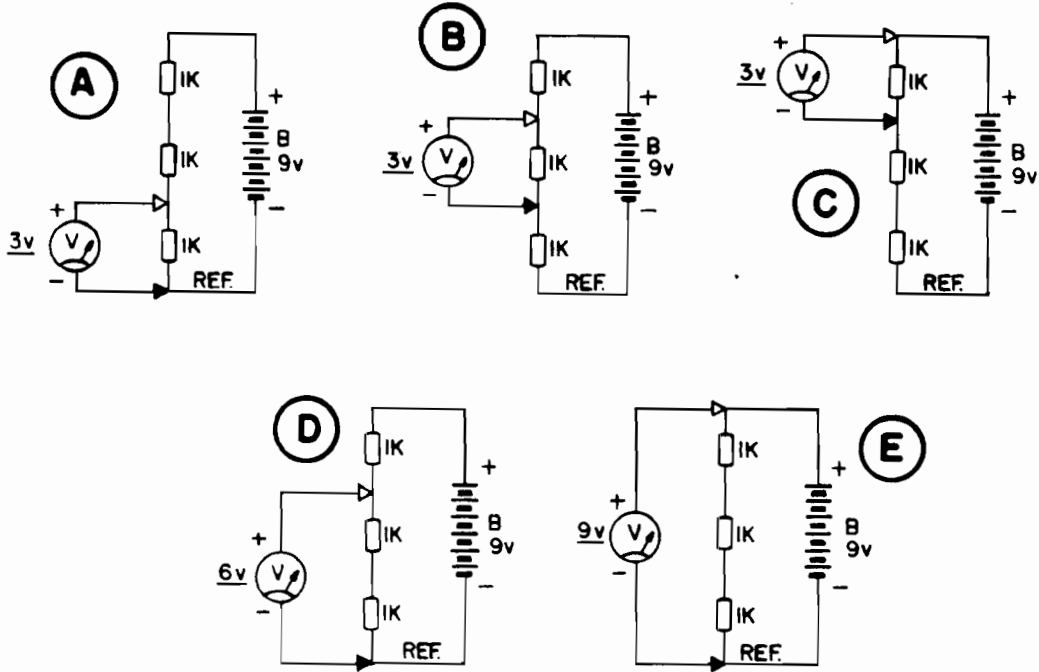 A
1K
1K
1K
+
V
3v
−
+
B
9v
−
REF.
B
1K
1K
1K
+
V
3v
−
+
B
9v
−
REF.
C
+
V
3v
−
1K
1K
1K
+
B
9v
−
REF.
D
1K
1K
1K
+
V
6v
−
+
B
9v
−
REF.
E
1K
1K
1K
+
V
9v
−
+
B
9v
−
REF.